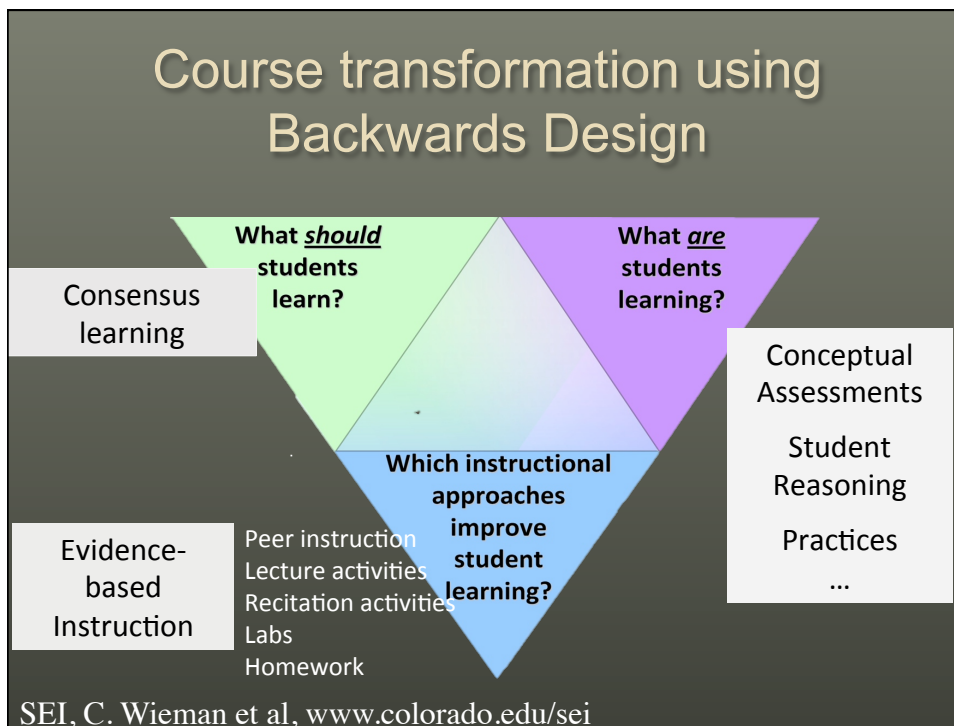 Course transformation using
Backwards Design
What should
students
learn?
What are
students
learning?
Consensus
learning
Conceptual
Assessments
Student
Reasoning
Practices
...
Which instructional
approaches
improve
student
learning?
Evidence-
based
Instruction
Peer instruction
Lecture activities
Recitation activities
Labs
Homework
SEI, C. Wieman et al, www.colorado.edu/sei